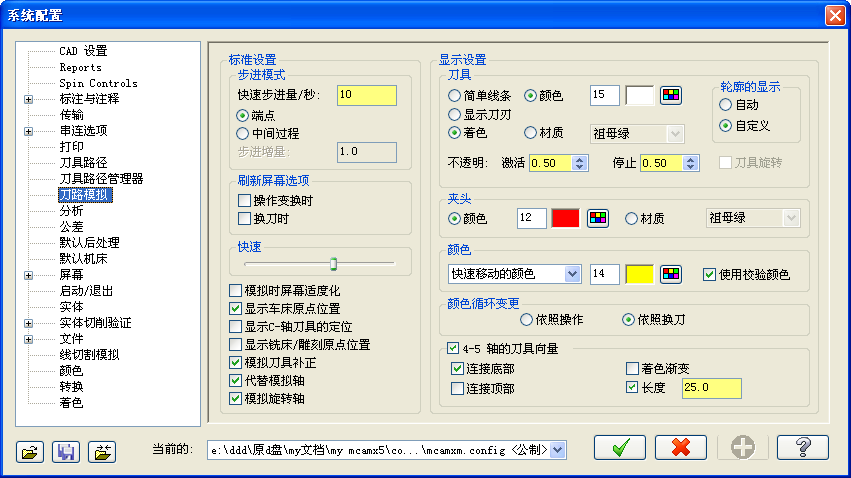 系统配置
CAD 设置
Reports
Spin Controls
标注与注释
传输
串连选项
打印
刀具路径
刀具路径管理器
刀路模拟
分析
公差
默认后处理
默认机床
屏幕
启动/退出
实体
实体切削验证
文件
线切割模拟
颜色
转换
着色
标准设置
步进模式
快速步进量/秒: 10
端点
中间过程
步进增量: 1.0
刷新屏幕选项
操作变换时
换刀时
快速
模拟时屏幕适度化
显示车床原点位置
显示C-轴刀具的定位
显示铣床/雕刻原点位置
模拟刀具补正
代替模拟轴
模拟旋转轴
显示设置
刀具
简单线条 颜色 15
显示刀刃
着色 材质 祖母绿
轮廓的显示
自动
自定义
不透明: 激活 0.50 停止 0.50 刀具旋转
夹头
颜色 12 材质 祖母绿
颜色
快速移动的颜色 14 使用校验颜色
颜色循环变更
依照操作 依照换刀
4-5 轴的刀具向量
连接底部 着色渐变
连接顶部 长度 25.0
当前的: e:\ddd\原d盘\my文档\my mcamx5\co...\mcamxm.config <公制>